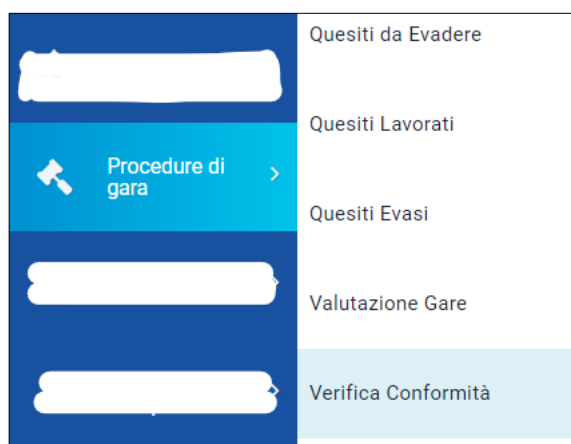 Quesiti da Evadere
Quesiti Lavorati
Procedure di
gara
Quesiti Evasi
Valutazione Gare
Verifica Conformità